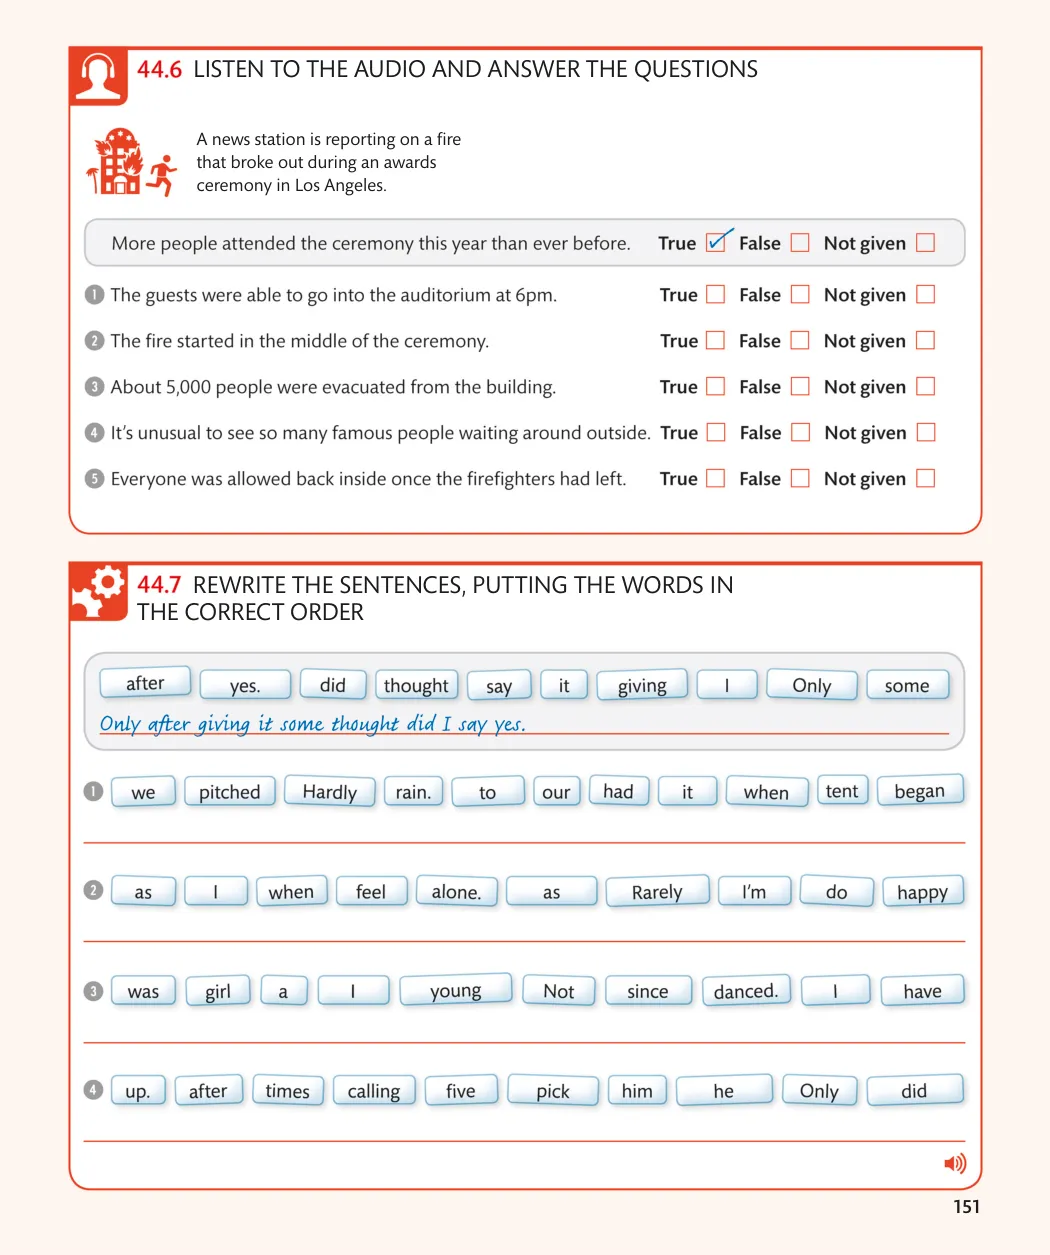 44.6 LISTEN TO THE AUDIO AND ANSWER THE QUESTIONS
A news station is reporting on a fire
that broke out during an awards
ceremony in Los Angeles.
More people attended the ceremony this year than ever before. True ✓ False Not given
1 The guests were able to go into the auditorium at 6pm. True False Not given
2 The fire started in the middle of the ceremony. True False Not given
3 About 5,000 people were evacuated from the building. True False Not given
4 It's unusual to see so many famous people waiting around outside. True False Not given
5 Everyone was allowed back inside once the firefighters had left. True False Not given
44.7 REWRITE THE SENTENCES, PUTTING THE WORDS IN
THE CORRECT ORDER
after yes. did thought say it giving I Only some
Only after giving it some thought did I say yes.
1 we pitched Hardly rain. to our had it when tent began
2 as I when feel alone. as Rarely I'm do happy
3 was girl a I young Not since danced. I have
4 up. after times calling five pick him he Only did
151